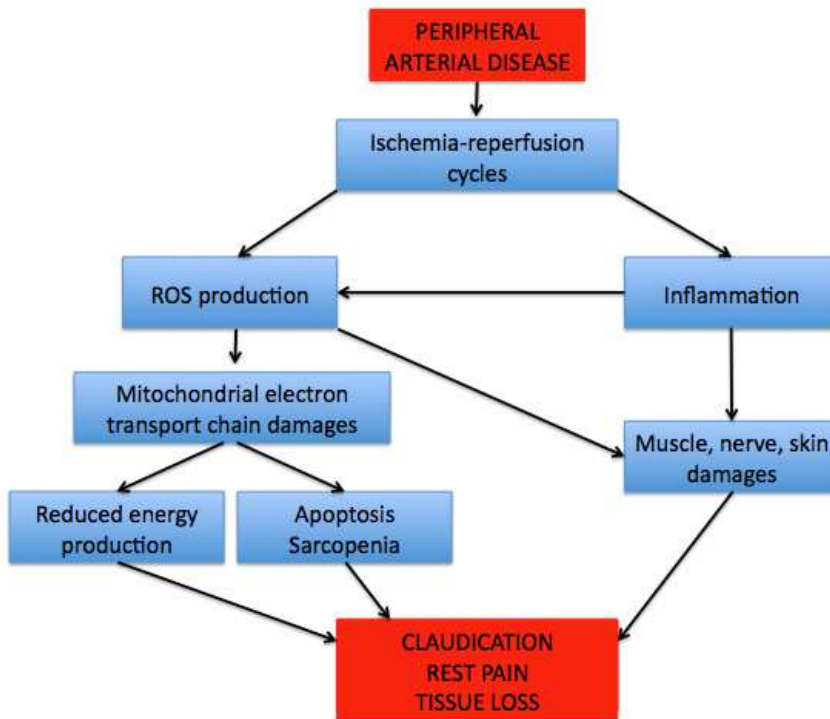 PERIPHERAL
ARTERIAL DISEASE
Ischemia-reperfusion
cycles
ROS production
Inflammation
Mitochondrial electron
transport chain damages
Muscle, nerve, skin
damages
Reduced energy
production
Apoptosis
Sarcopenia
CLAUDICATION
REST PAIN
TISSUE LOSS